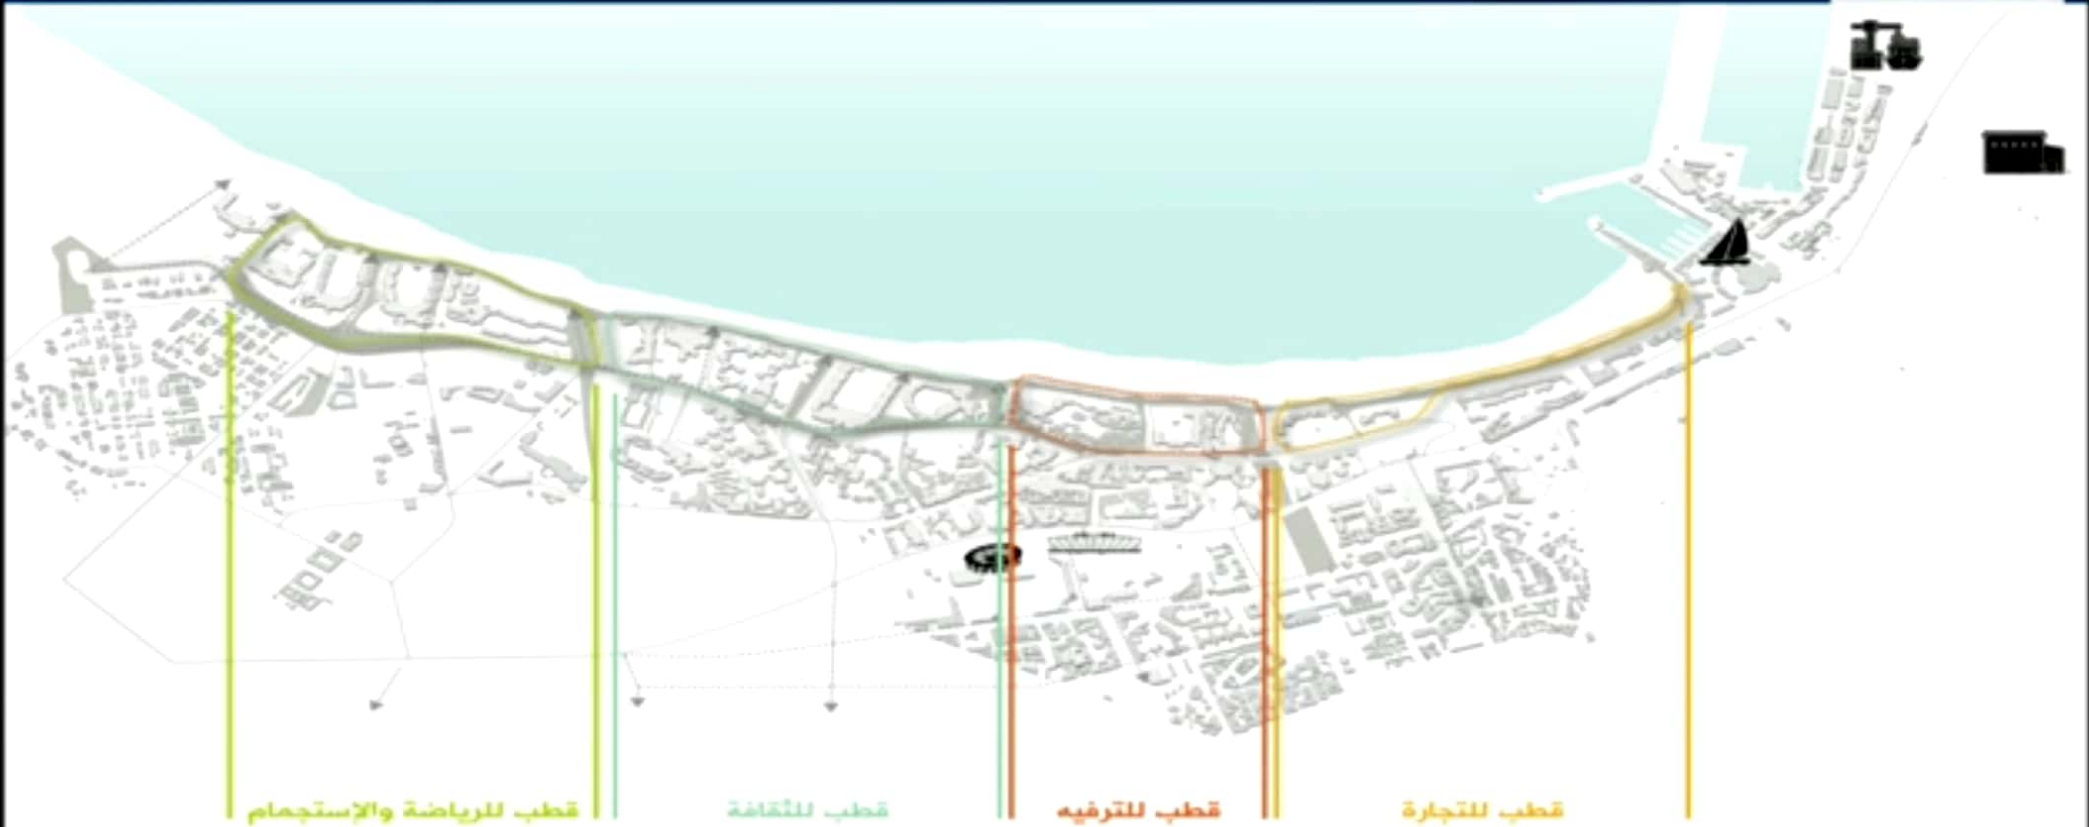 قطب للتجارة
قطب للترفيه
قطب للثقافة
قطب للرياضة والإستجمام